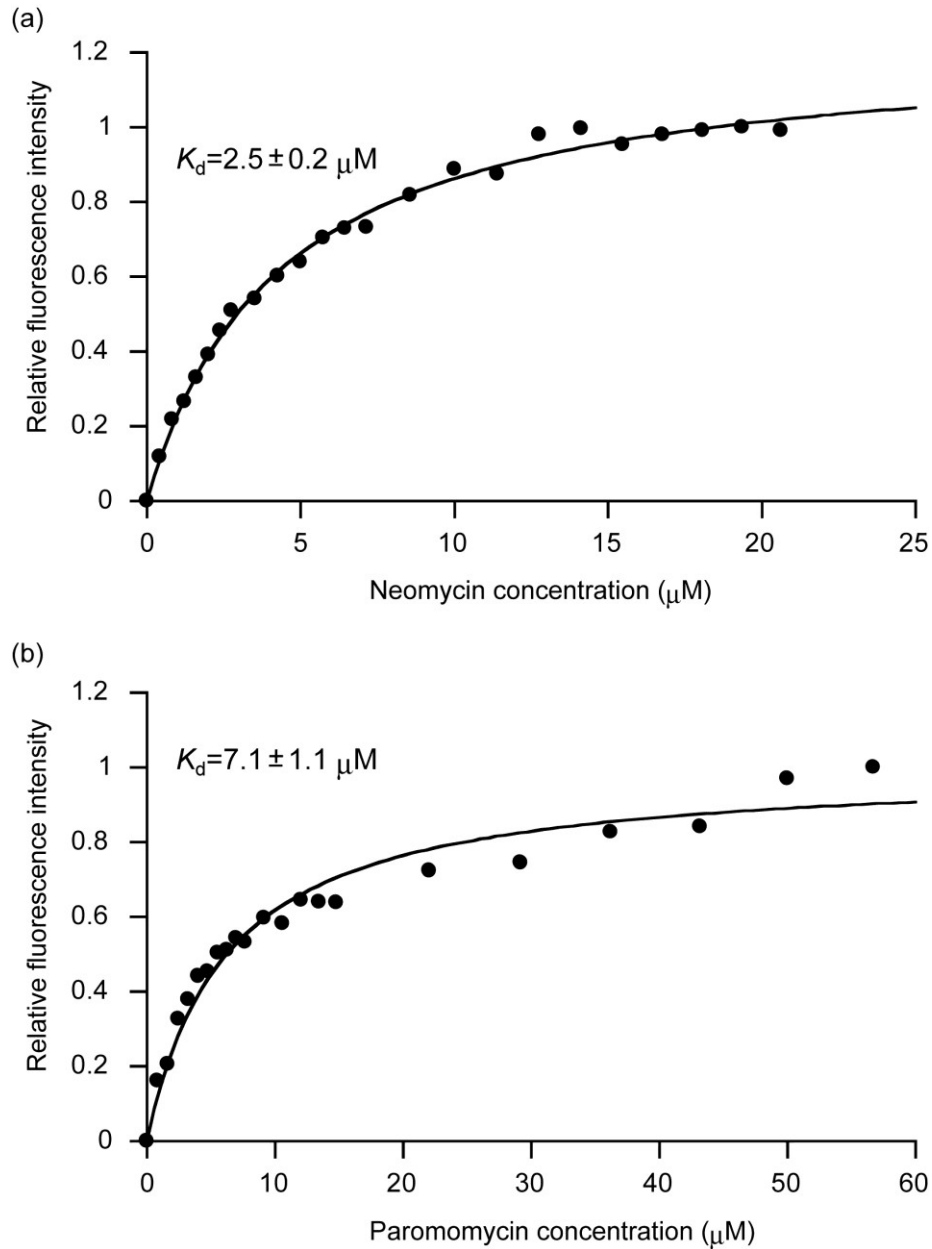 (a)
1.2
1
0.8
0.6
0.4
0.2
0
Relative fluorescence intensity
Kd=2.5±0.2 μM
0 5 10 15 20 25
Neomycin concentration (μM)
(b)
1.2
1
0.8
0.6
0.4
0.2
0
Relative fluorescence intensity
Kd=7.1±1.1 μM
0 10 20 30 40 50 60
Paromomycin concentration (μM)